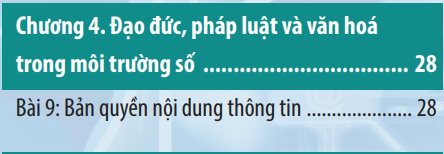 Chương 4. Đạo đức, pháp luật và văn hoá
trong môi trường số .................................. 28
Bài 9: Bản quyền nội dung thông tin ..................... 28